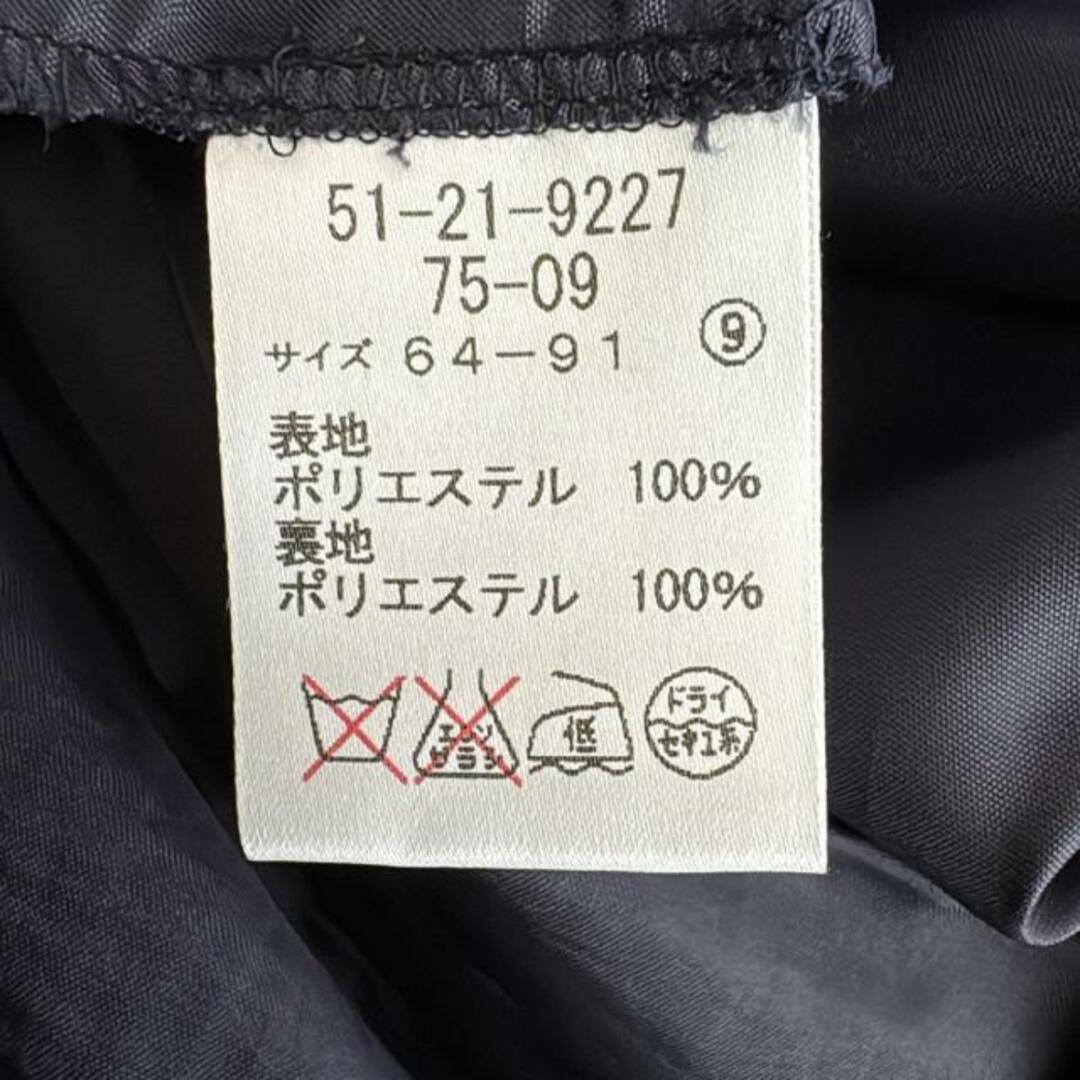 51-21-9227
75-09
サイズ 64-91 ⑨
表地
ポリエステル 100%
裏地
ポリエステル 100%
エンソ
サラシ
低
ドライ
セキユ系